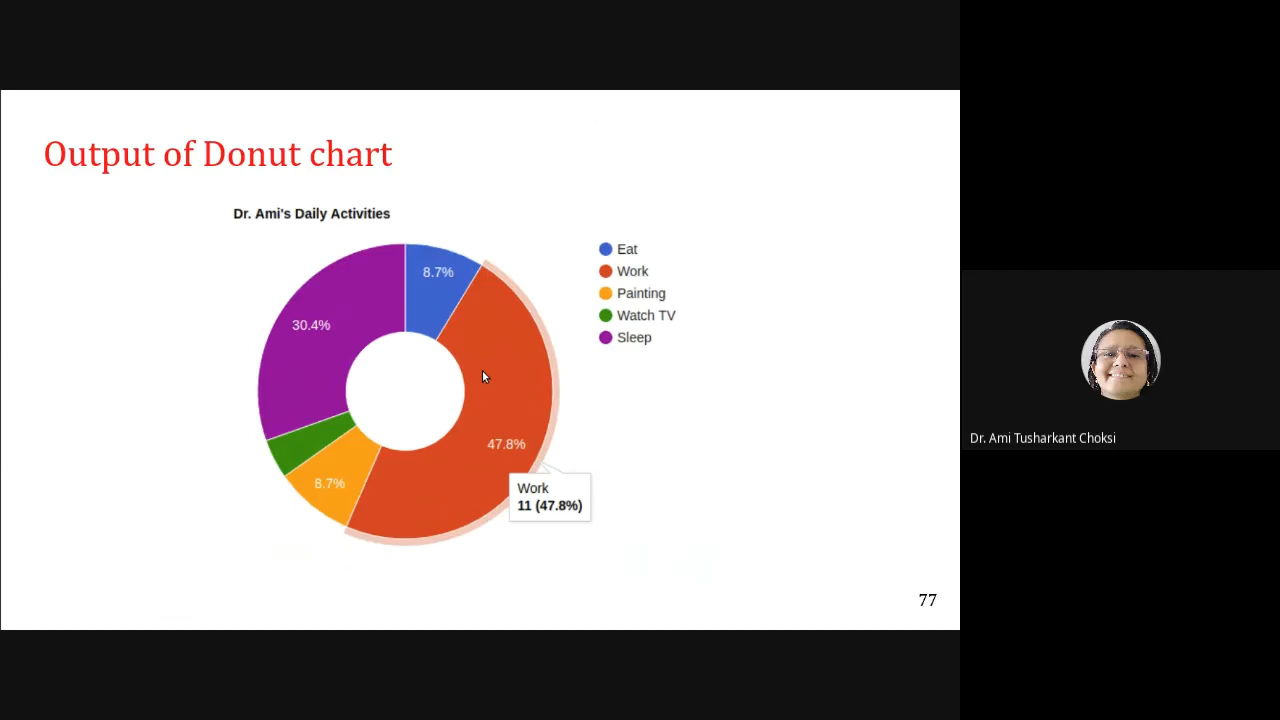 Output of Donut chart
Dr. Ami's Daily Activities
Eat
Work
Painting
Watch TV
Sleep
8.7%
30.4%
47.8%
8.7%
Work
11 (47.8%)
77
Dr. Ami Tusharkant Choksi